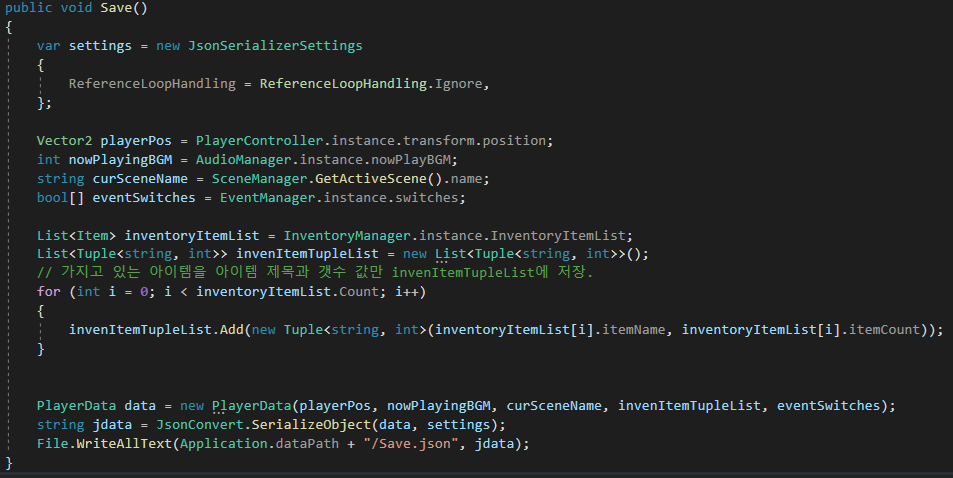 public void Save()
{
    var settings = new JsonSerializerSettings
    {
        ReferenceLoopHandling = ReferenceLoopHandling.Ignore,
    };
    Vector2 playerPos = PlayerController.instance.transform.position;
    int nowPlayingBGM = AudioManager.instance.nowPlayBGM;
    string curSceneName = SceneManager.GetActiveScene().name;
    bool[] eventSwitches = EventManager.instance.switches;
    List<Item> inventoryItemList = InventoryManager.instance.InventoryItemList;
    List<Tuple<string, int>> invenItemTupleList = new List<Tuple<string, int>>();
    // 가지고 있는 아이템을 아이템 제목과 갯수 값만 invenItemTupleList에 저장.
    for (int i = 0; i < inventoryItemList.Count; i++)
    {
        invenItemTupleList.Add(new Tuple<string, int>(inventoryItemList[i].itemName, inventoryItemList[i].itemCount));
    }
    PlayerData data = new PlayerData(playerPos, nowPlayingBGM, curSceneName, invenItemTupleList, eventSwitches);
    string jdata = JsonConvert.SerializeObject(data, settings);
    File.WriteAllText(Application.dataPath + "/Save.json", jdata);
}